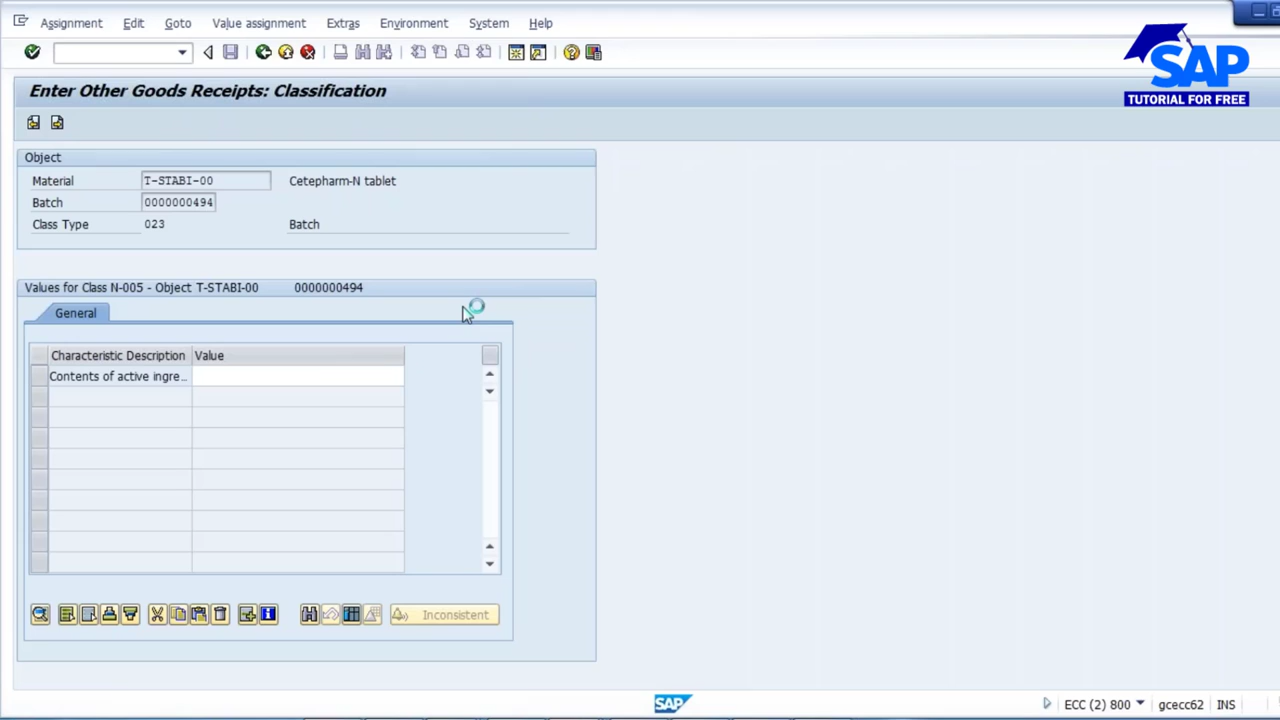 Assignment Edit Goto Value assignment Extras Environment System Help
SAP
TUTORIAL FOR FREE
Enter Other Goods Receipts: Classification
Object
Material T-STABI-00 Cetepharm-N tablet
Batch 0000000494
Class Type 023 Batch
Values for Class N-005 - Object T-STABI-00 0000000494
General
Characteristic Description Value
Contents of active ingre..
Inconsistent
SAP ECC (2) 800 gcecc62 INS